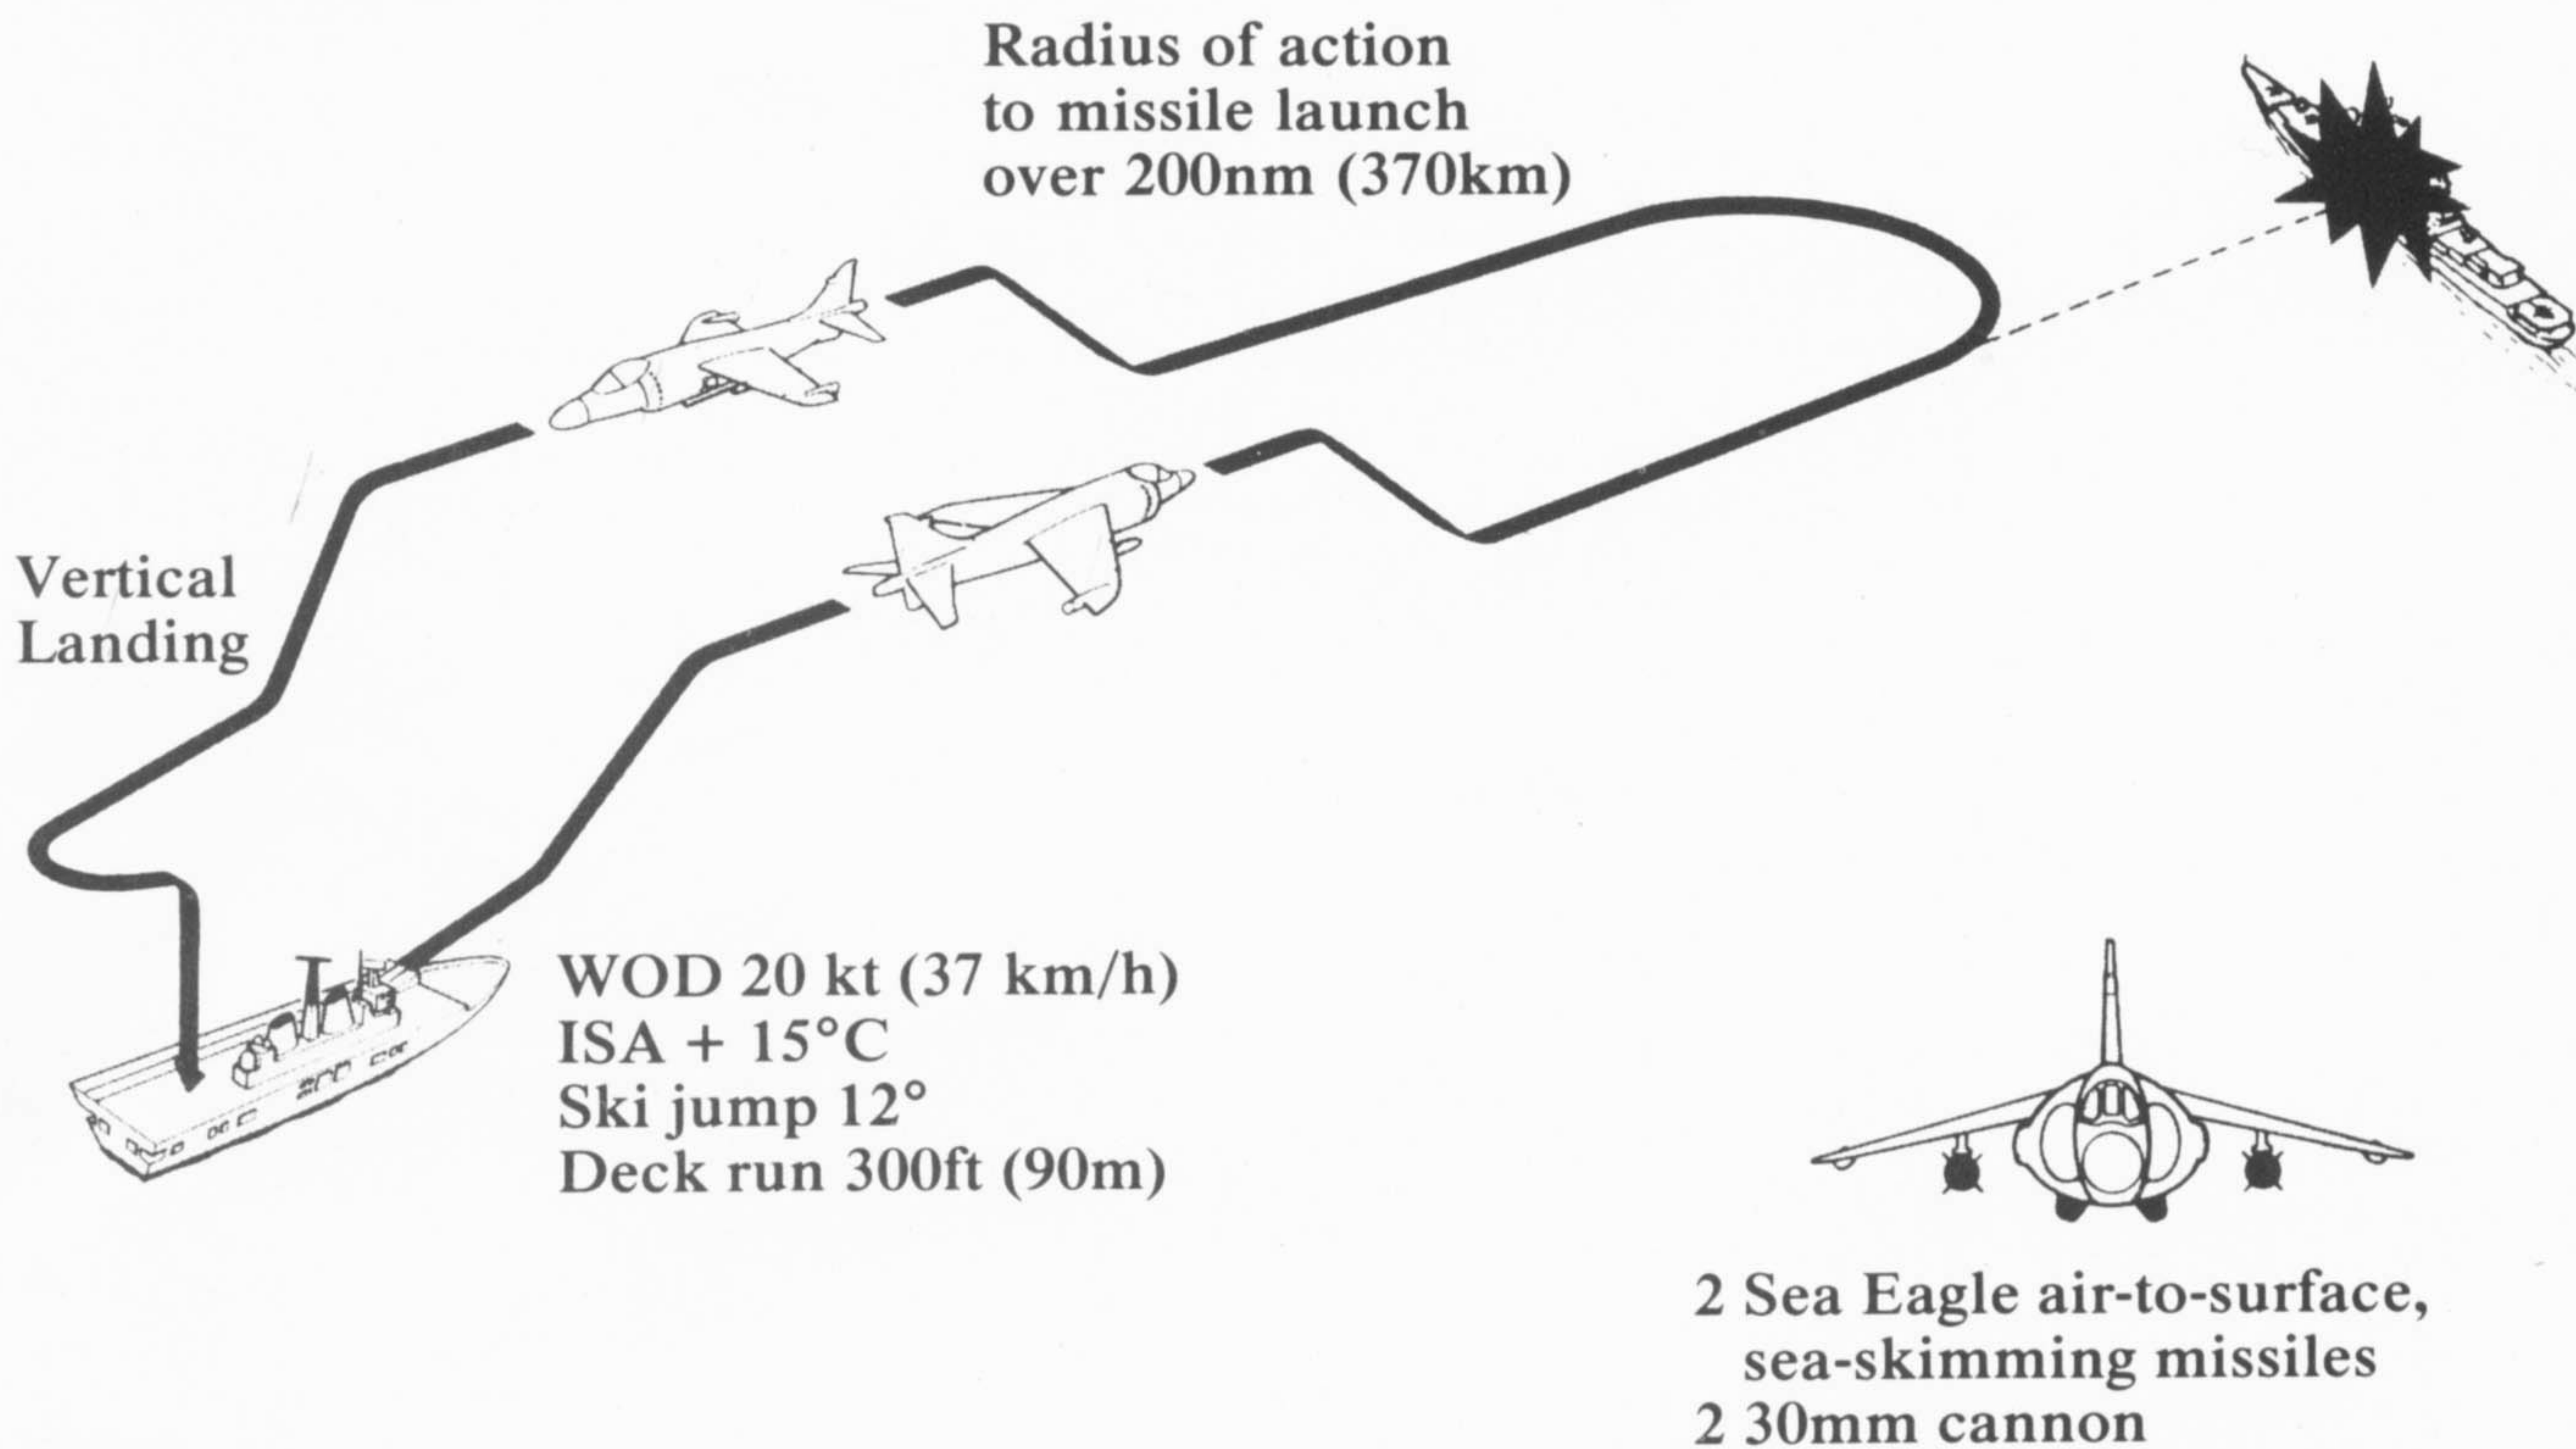 Radius of action
to missile launch
over 200nm (370km)
Vertical
Landing
WOD 20 kt (37 km/h)
ISA + 15°C
Ski jump 12°
Deck run 300ft (90m)
2 Sea Eagle air-to-surface,
sea-skimming missiles
2 30mm cannon